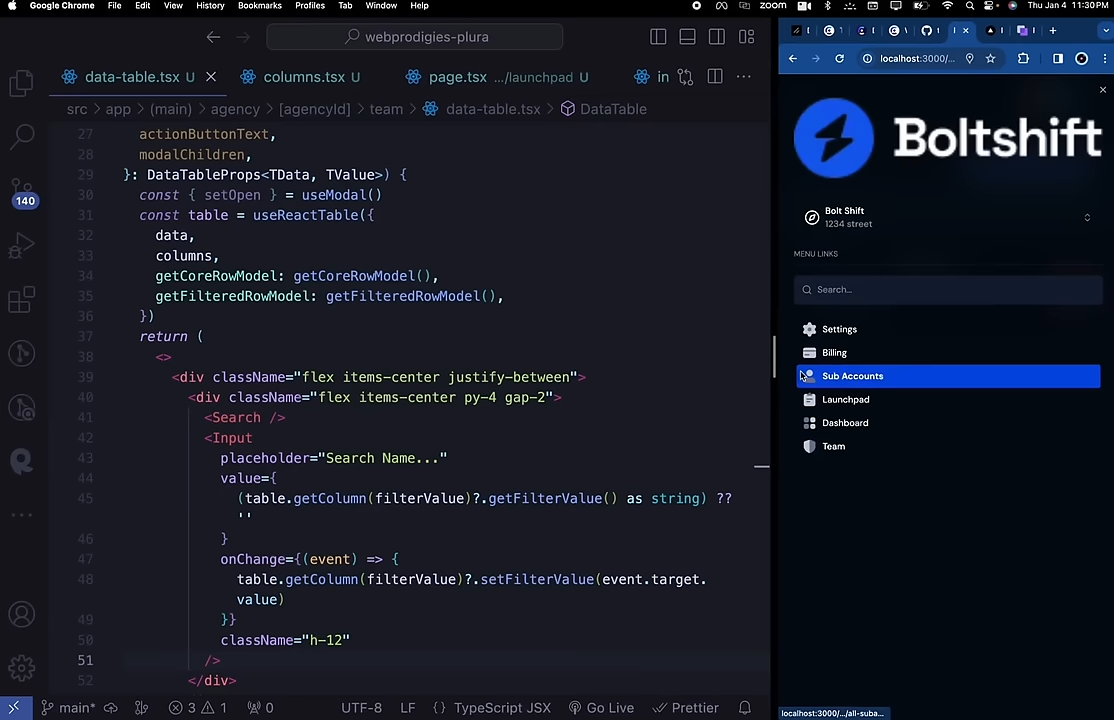 Google Chrome File Edit View History Bookmarks Profiles Tab Window Help
zoom
Thu Jan 4 11:30 PM
webprodigies-plura
data-table.tsx U
columns.tsx U
page.tsx .../launchpad U
in
src > app > (main) > agency > [agencyId] > team > data-table.tsx > DataTable
27 actionButtonText,
28 modalChildren,
29 }: DataTableProps<TData, TValue>) {
30 const { setOpen } = useModal()
31 const table = useReactTable({
32 data,
33 columns,
34 getCoreRowModel: getCoreRowModel(),
35 getFilteredRowModel: getFilteredRowModel(),
36 })
37 return (
38 <>
39 <div className="flex items-center justify-between">
40 <div className="flex items-center py-4 gap-2">
41 <Search />
42 <Input
43 placeholder="Search Name..."
44 value={
45 (table.getColumn(filterValue)?.getFilterValue() as string) ??
''
46 }
47 onChange={(event) => {
48 table.getColumn(filterValue)?.setFilterValue(event.target.
value)
49 }}
50 className="h-12"
51 />
52 </div>
140
main*
3 1
0
UTF-8 LF {} TypeScript JSX Go Live Prettier
localhost:3000/...
Boltshift
Bolt Shift
1234 street
MENU LINKS
Search...
Settings
Billing
Sub Accounts
Launchpad
Dashboard
Team
localhost:3000/.../all-suba...